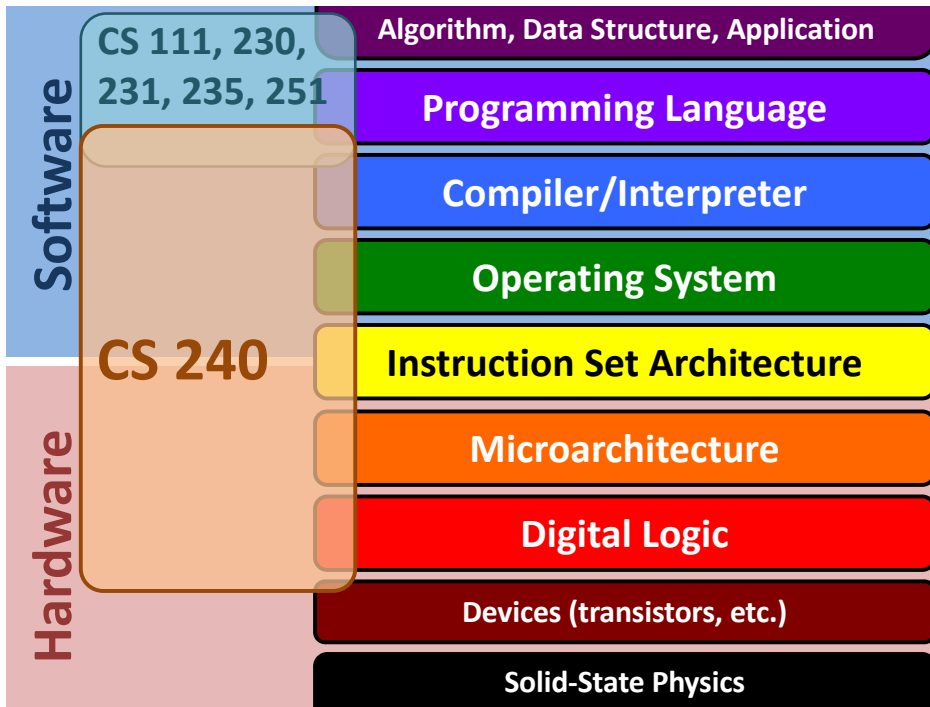 Software
Hardware
CS 111, 230,
231, 235, 251
CS 240
Algorithm, Data Structure, Application
Programming Language
Compiler/Interpreter
Operating System
Instruction Set Architecture
Microarchitecture
Digital Logic
Devices (transistors, etc.)
Solid-State Physics